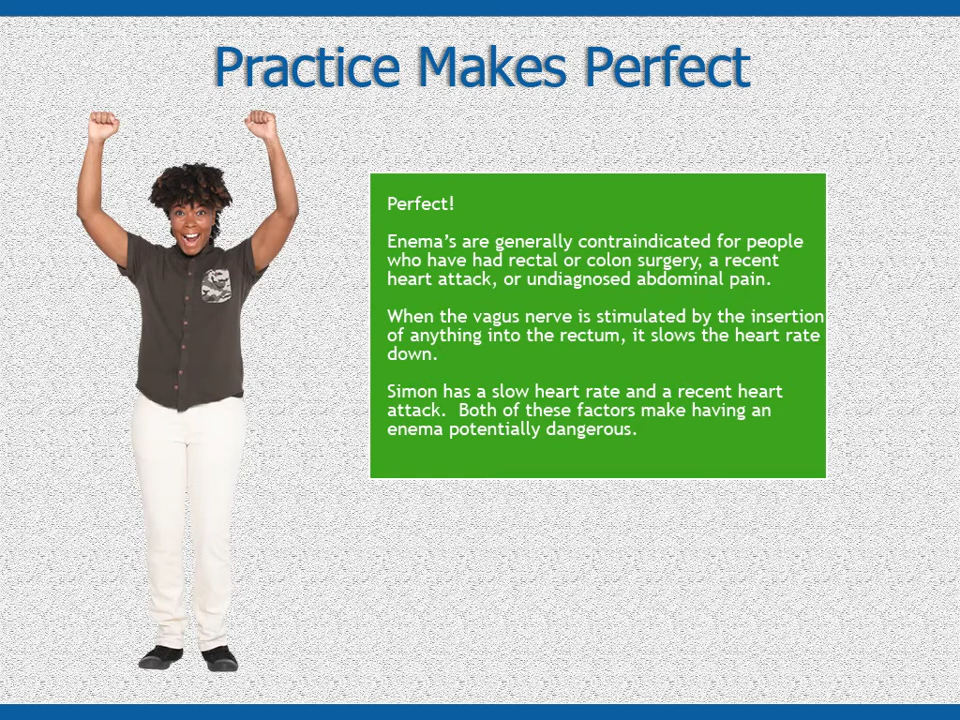 Practice Makes Perfect
Perfect!
Enema’s are generally contraindicated for people
who have had rectal or colon surgery, a recent
heart attack, or undiagnosed abdominal pain.
When the vagus nerve is stimulated by the insertion
of anything into the rectum, it slows the heart rate
down.
Simon has a slow heart rate and a recent heart
attack.  Both of these factors make having an
enema potentially dangerous.